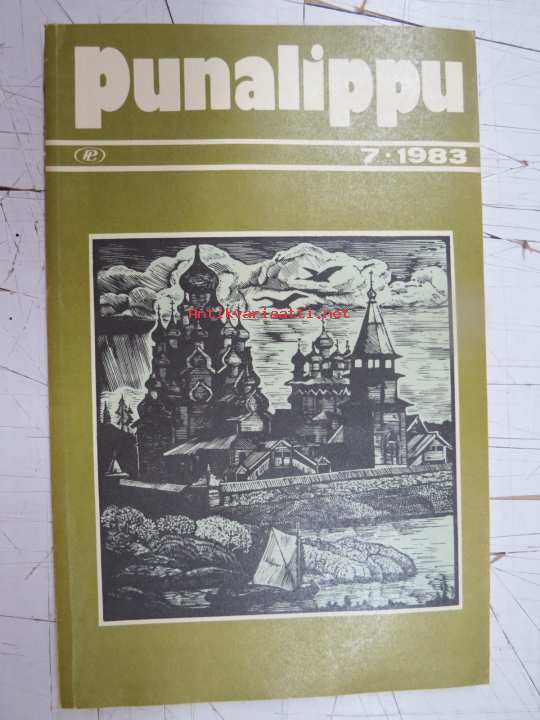 Punalippu
7 · 1983
Antikvariaatti.net